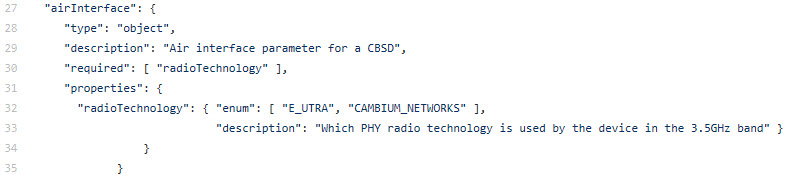 27 "airInterface": {
28 "type": "object",
29 "description": "Air interface parameter for a CBSD",
30 "required": [ "radioTechnology" ],
31 "properties": {
32 "radioTechnology": { "enum": [ "E_UTRA", "CAMBIUM_NETWORKS" ],
33 "description": "Which PHY radio technology is used by the device in the 3.5GHz band" }
34 }
35 }